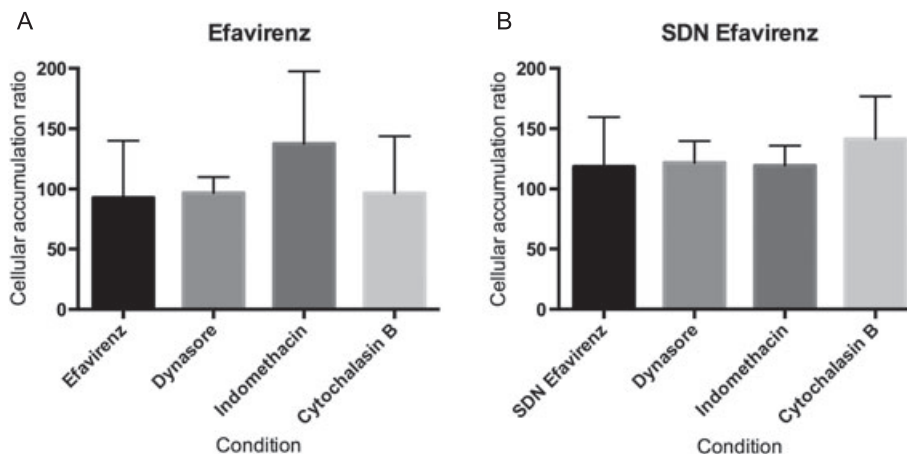 A
Efavirenz
Cellular accumulation ratio
200
150
100
50
0
Efavirenz
Dynasore
Indomethacin
Cytochalasin B
Condition
B
SDN Efavirenz
Cellular accumulation ratio
200
150
100
50
0
SDN Efavirenz
Dynasore
Indomethacin
Cytochalasin B
Condition